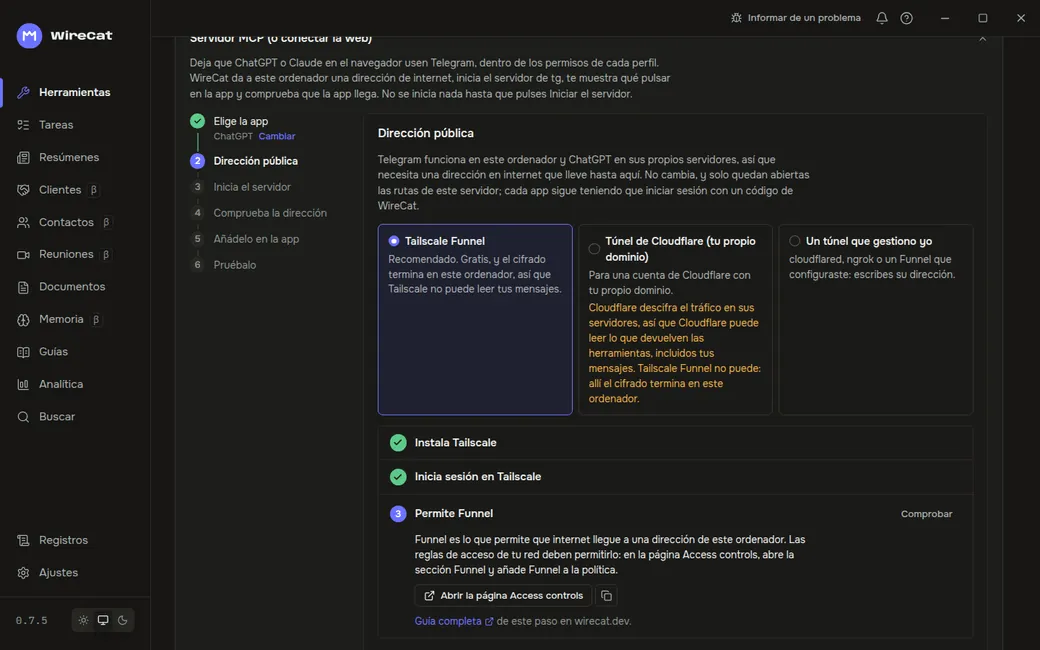 Wirecat
Informar de un problema
Herramientas
Tareas
Resúmenes
Clientes β
Contactos β
Reuniones β
Documentos
Memoria β
Guías
Analítica
Buscar
Registros
Ajustes
0.7.5
Servidor MCP (o conectar la web)
Deja que ChatGPT o Claude en el navegador usen Telegram, dentro de los permisos de cada perfil.
WireCat da a este ordenador una dirección de internet, inicia el servidor de tg, te muestra qué pulsar
en la app y comprueba que la app llega. No se inicia nada hasta que pulses Iniciar el servidor.
Elige la app
ChatGPT Cambiar
2 Dirección pública
3 Inicia el servidor
4 Comprueba la dirección
5 Añádelo en la app
6 Pruébalo
Dirección pública
Telegram funciona en este ordenador y ChatGPT en sus propios servidores, así que
necesita una dirección en internet que lleve hasta aquí. No cambia, y solo quedan abiertas
las rutas de este servidor; cada app sigue teniendo que iniciar sesión con un código de
WireCat.
Tailscale Funnel
Recomendado. Gratis, y el cifrado
termina en este ordenador, así que
Tailscale no puede leer tus mensajes.
Túnel de Cloudflare (tu propio
dominio)
Para una cuenta de Cloudflare con
tu propio dominio.
Cloudflare descifra el tráfico en sus
servidores, así que Cloudflare puede
leer lo que devuelven las
herramientas, incluidos tus
mensajes. Tailscale Funnel no puede:
allí el cifrado termina en este
ordenador.
Un túnel que gestiono yo
cloudflared, ngrok o un Funnel que
configuraste: escribes su dirección.
Instala Tailscale
Inicia sesión en Tailscale
3 Permite Funnel
Comprobar
Funnel es lo que permite que internet llegue a una dirección de este ordenador. Las
reglas de acceso de tu red deben permitirlo: en la página Access controls, abre la
sección Funnel y añade Funnel a la política.
Abrir la página Access controls
Guía completa de este paso en wirecat.dev.